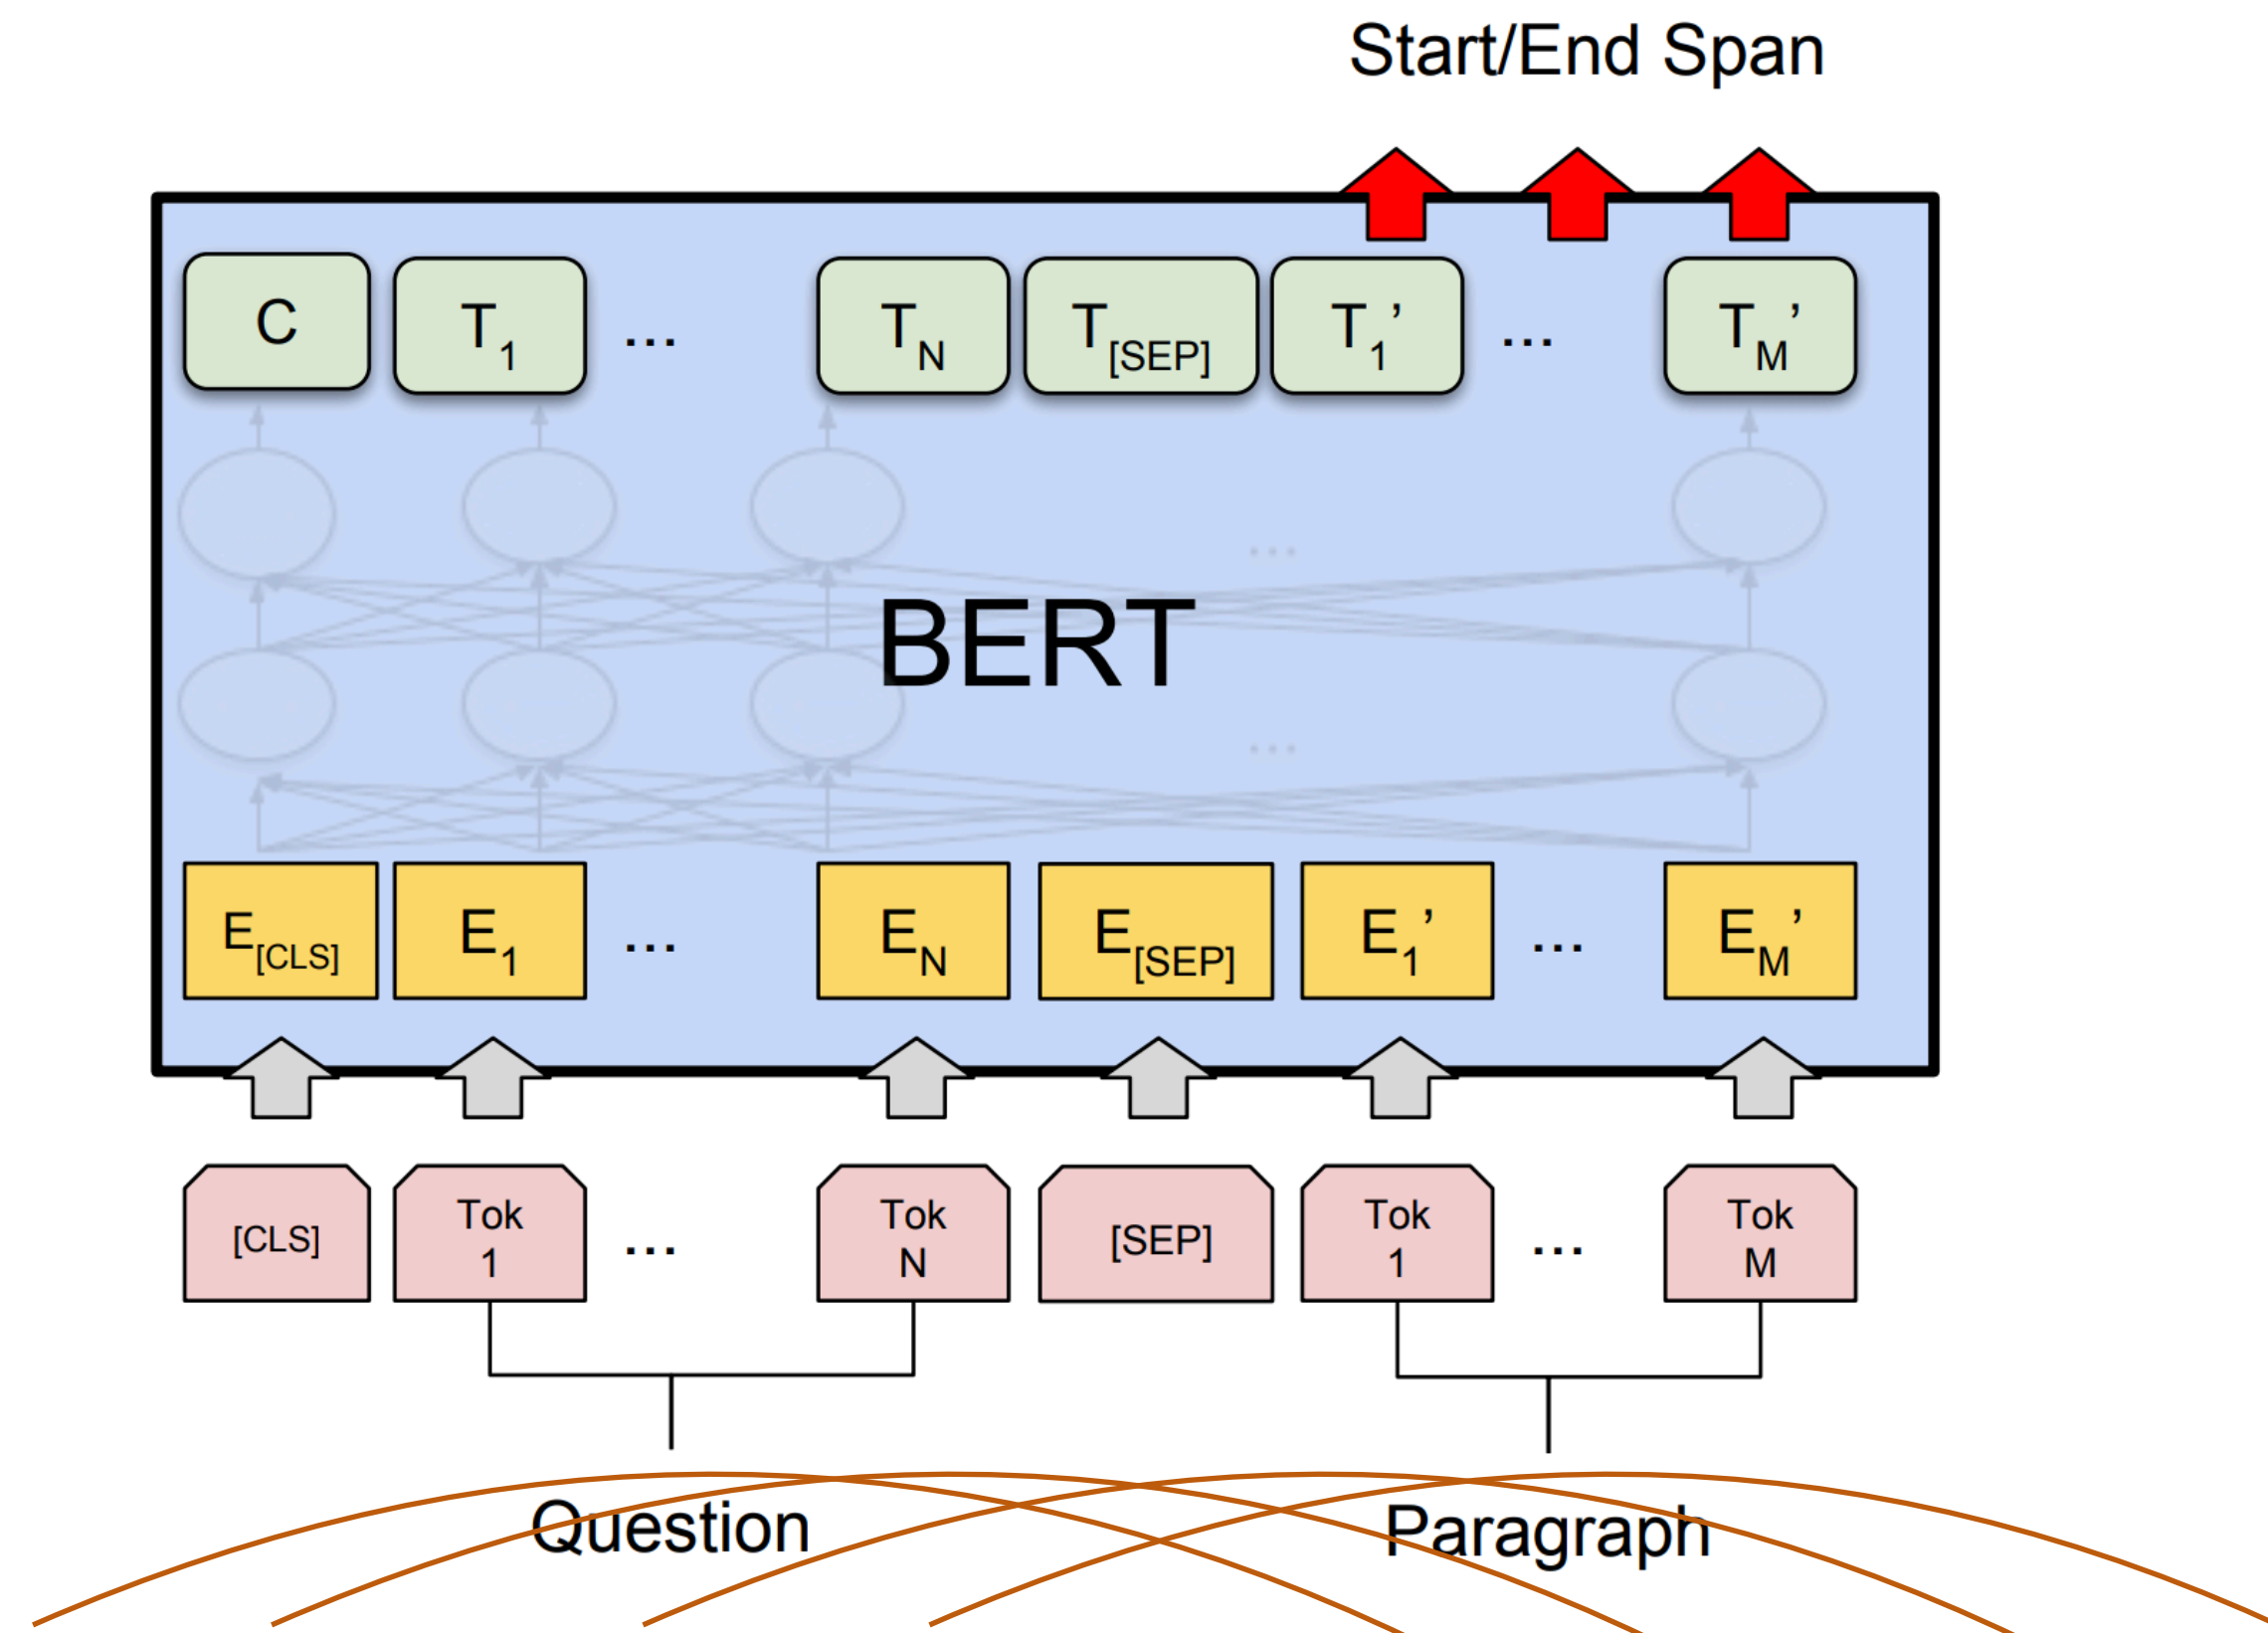 Start/End Span
C T1 ... TN T[SEP] T1’ ... TM’
...
BERT
...
E[CLS] E1 ... EN E[SEP] E1’ ... EM’
[CLS] Tok 1 ... Tok N [SEP] Tok 1 ... Tok M
Question Paragraph